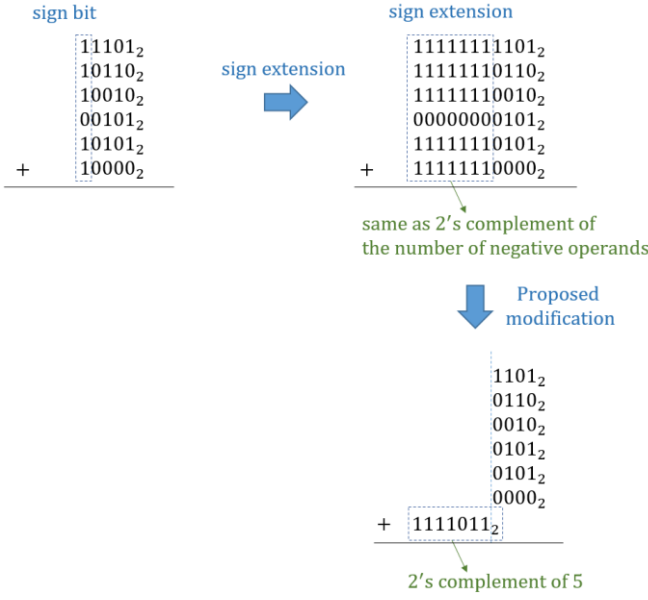 sign bit
11101₂
10110₂
10010₂
00101₂
10101₂
+ 10000₂
sign extension
sign extension
11111111101₂
11111110110₂
11111110010₂
00000000101₂
11111110101₂
+ 11111110000₂
same as 2's complement of
the number of negative operands
Proposed
modification
1101₂
0110₂
0010₂
0101₂
0101₂
0000₂
+ 1111011₂
2's complement of 5